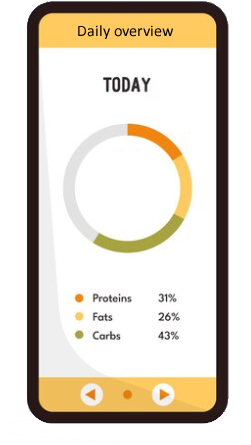 Daily overview
TODAY
Proteins 31%
Fats 26%
Carbs 43%